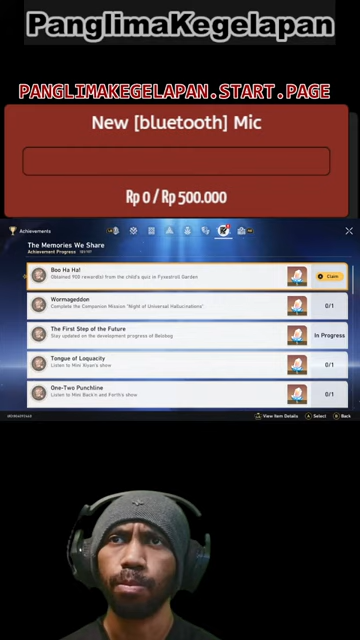 PanglimaKegelapan
PANGLIMAKEGELAPAN.START.PAGE
New [bluetooth] Mic
Rp 0 / Rp 500.000
Achievements
The Memories We Share
Achievement Progress
Boo Ha Ha!
Obtained 900 reward(s) from the child's quiz in Fyxestroll Garden
Claim
Wormageddon
Complete the Companion Mission "Night of Universal Hallucinations"
0/1
The First Step of the Future
Stay updated on the development progress of Belobog
In Progress
Tongue of Loquacity
Listen to Mini Xiyan's show
0/1
One-Two Punchline
Listen to Mini Back'n and Forth's show
0/1
View Item Details
Select
Back